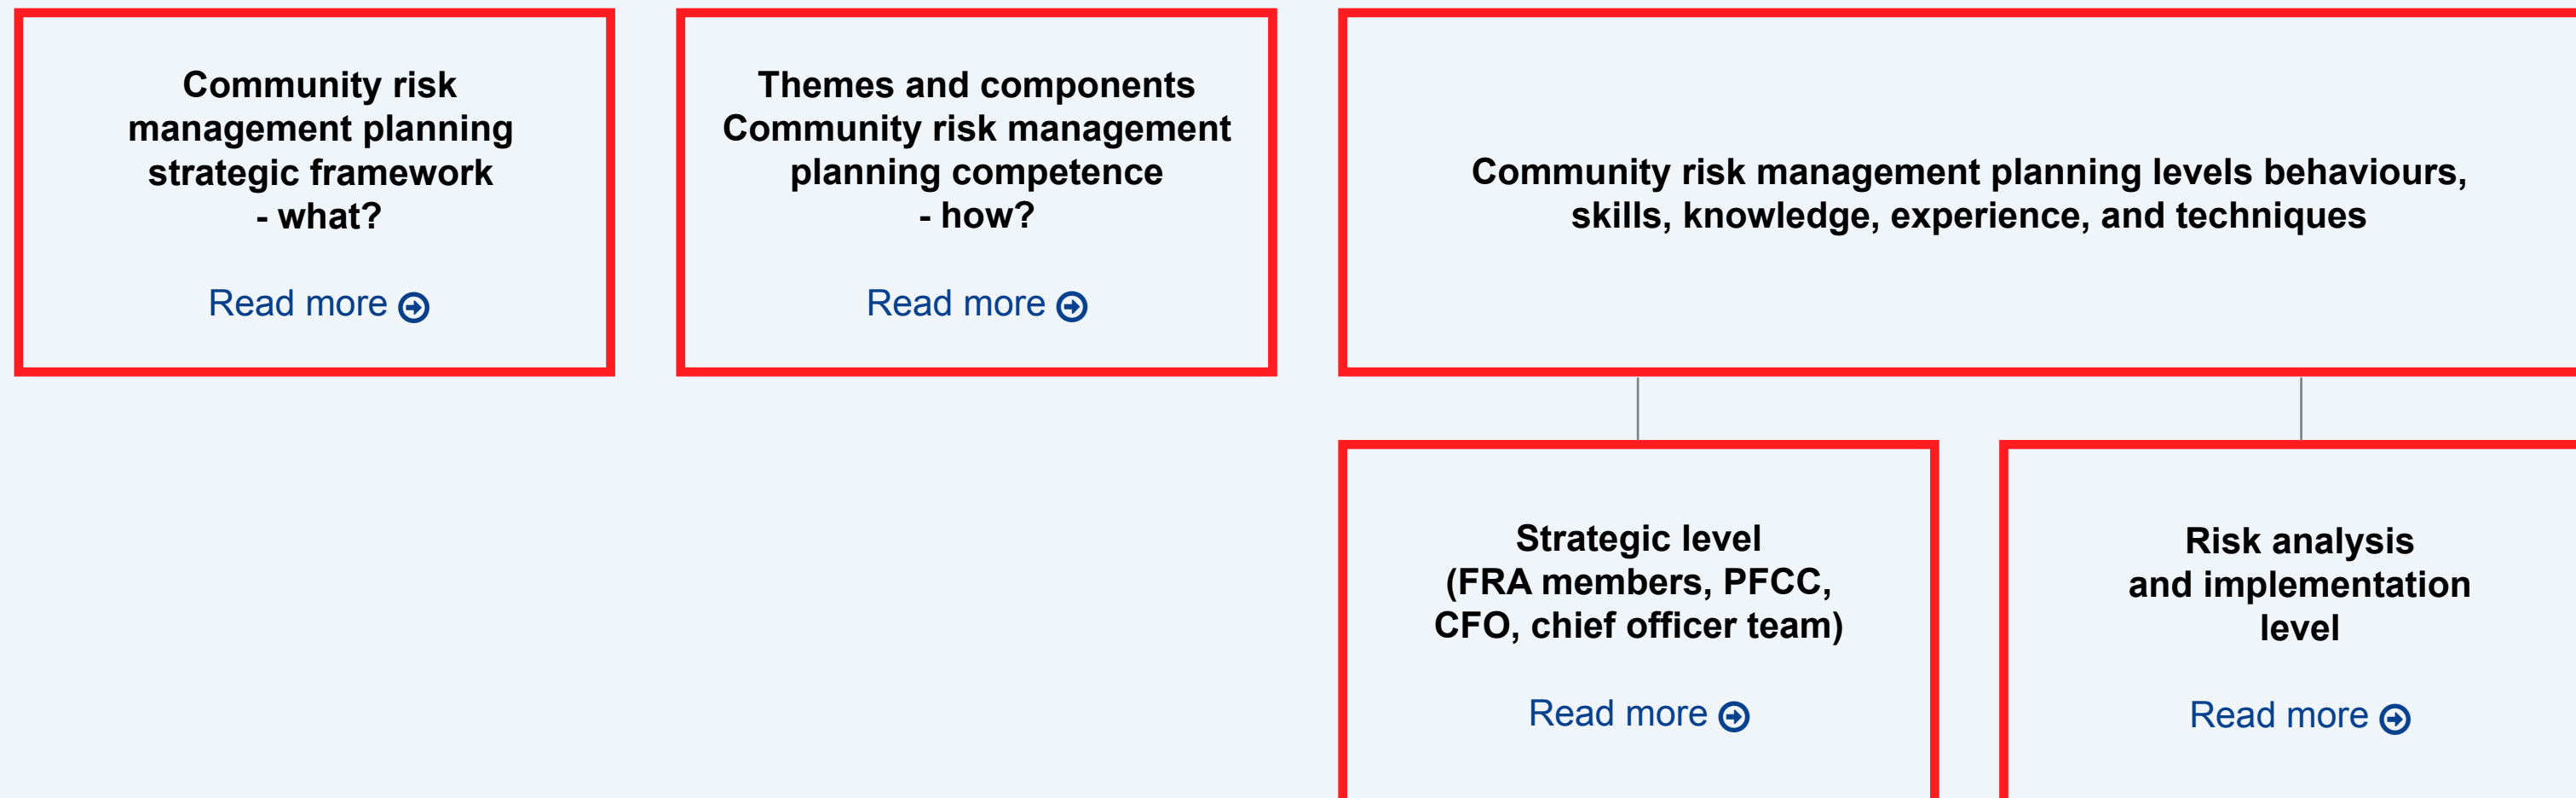 Community risk
management planning
strategic framework
- what?
Read more
Themes and components
Community risk management
planning competence
- how?
Read more
Community risk management planning levels behaviours,
skills, knowledge, experience, and techniques
Strategic level
(FRA members, PFCC,
CFO, chief officer team)
Read more
Risk analysis
and implementation
level
Read more